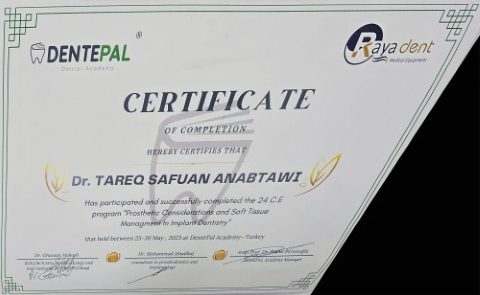 DENTEPAL ®
Dental Academy
Raya dent
Medical Equipment
CERTIFICATE
OF COMPLETION
HEREBY CERTIFIES THAT
Dr. TAREQ SAFUAN ANABTAWI
Has participated and successfully completed the 24 C.E
program "Prosthetic Considerations and Soft Tissue
Managment In Implant Dentistry"
that held between 25-30 May, 2023 at DentePal Academy- Turkey
Dr. Mohammad